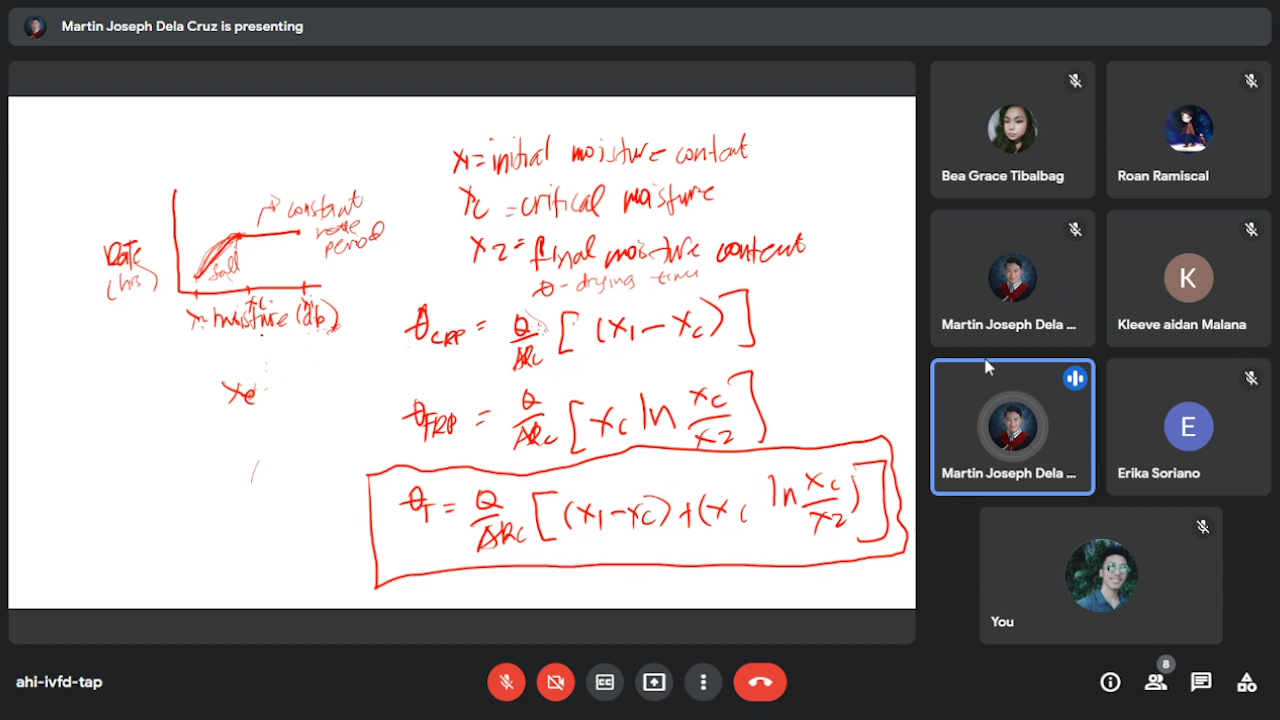 Martin Joseph Dela Cruz is presenting
x1 = initial moisture content
xc = critical moisture
x2 = final moisture content
θ - drying time
constant
rate
period
Rate
(hrs)
fall
xc
x1
x - moisture (db)
xe
θCRP = Q/ARc [(x1 - xc)]
θFRP = Q/ARc [xc ln xc/x2]
θT = Q/ARc [(x1 - xc) + (xc ln xc/x2)]
Bea Grace Tibalbag
Roan Ramiscal
Martin Joseph Dela ...
K
Kleeve aidan Malana
Martin Joseph Dela ...
E
Erika Soriano
You
ahi-ivfd-tap
CC
8